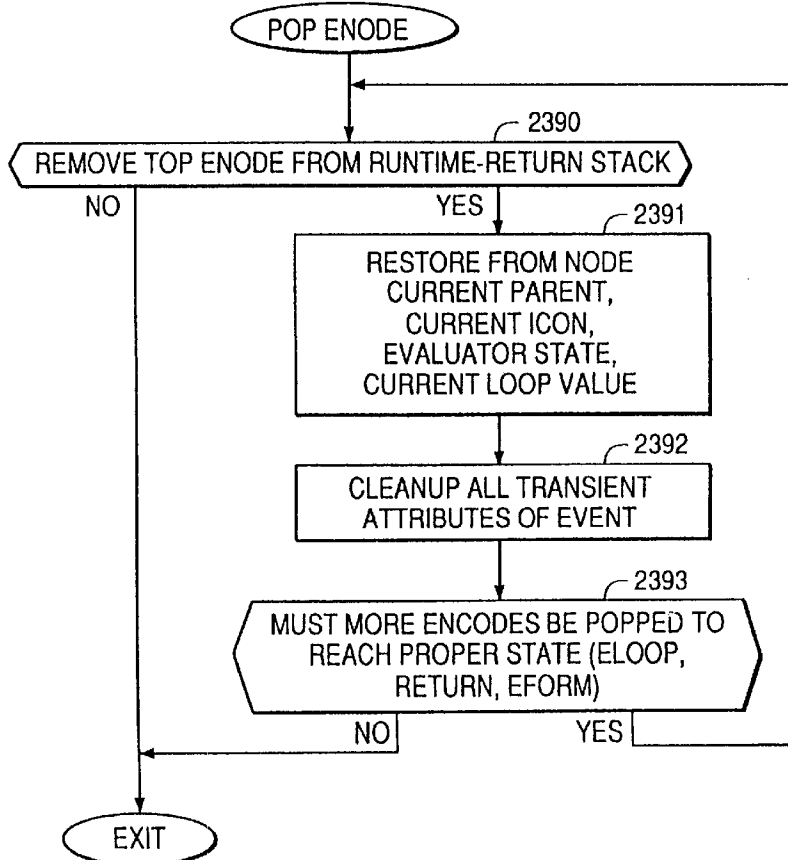 POP ENODE
2390
REMOVE TOP ENODE FROM RUNTIME-RETURN STACK
NO
YES
2391
RESTORE FROM NODE
CURRENT PARENT,
CURRENT ICON,
EVALUATOR STATE,
CURRENT LOOP VALUE
2392
CLEANUP ALL TRANSIENT
ATTRIBUTES OF EVENT
2393
MUST MORE ENCODES BE POPPED TO
REACH PROPER STATE (ELOOP,
RETURN, EFORM)
NO
YES
EXIT